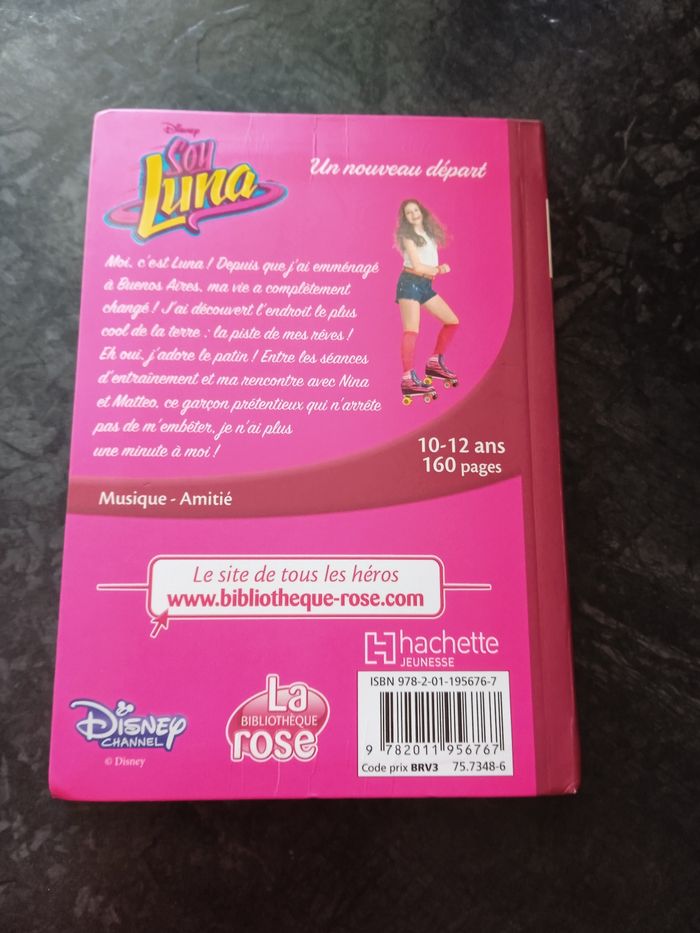 Disney
SOY
Luna
Un nouveau départ
Moi, c'est Luna ! Depuis que j'ai emménagé
à Buenos Aires, ma vie a complètement
changé ! J'ai découvert l'endroit le plus
cool de la terre : la piste de mes rêves !
Eh oui, j'adore le patin ! Entre les séances
d'entraînement et ma rencontre avec Nina
et Matteo, ce garçon prétentieux qui n'arrête
pas de m'embêter, je n'ai plus
une minute à moi !
10-12 ans
160 pages
Musique - Amitié
Le site de tous les héros
www.bibliotheque-rose.com
hachette
JEUNESSE
ISBN 978-2-01-195676-7
9 782011 956767
Code prix BRV3 75.7348-6
La
BIBLIOTHÈQUE
rose
Disney
CHANNEL
© Disney